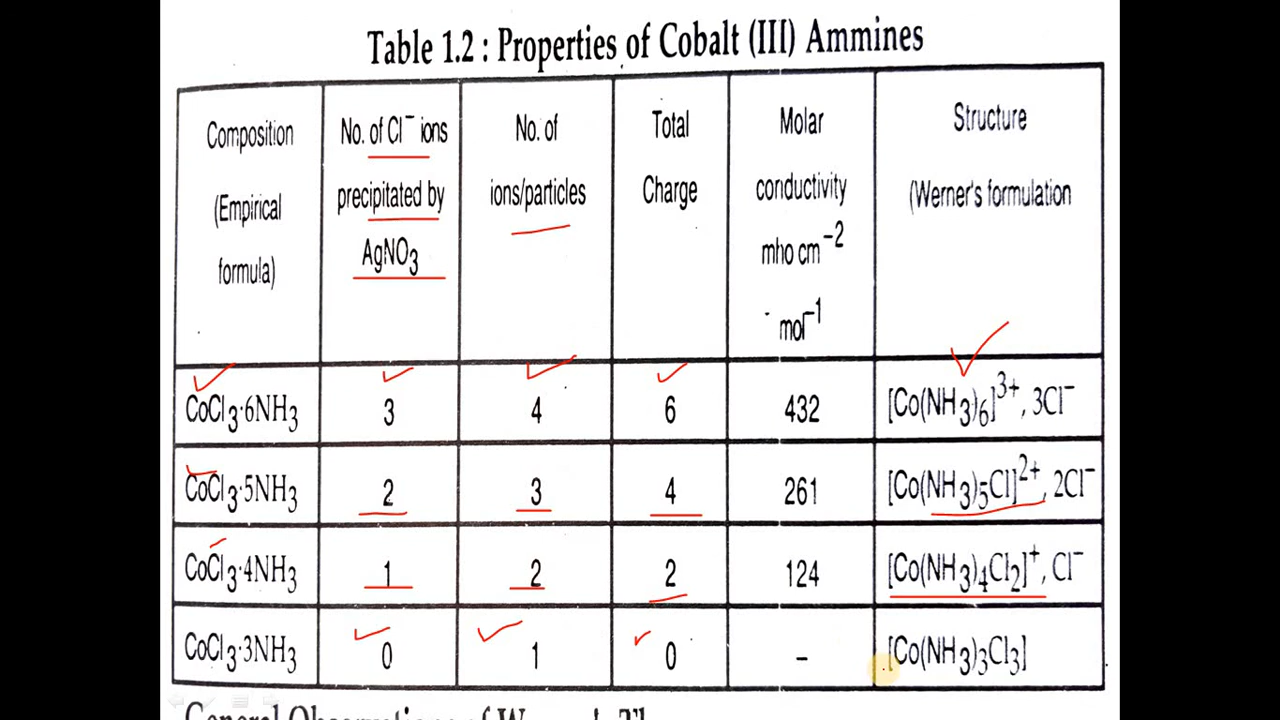 Table 1.2 : Properties of Cobalt (III) Ammines
Composition
(Empirical
formula)
No. of Cl⁻ ions
precipitated by
AgNO₃
No. of
ions/particles
Total
Charge
Molar
conductivity
mho cm⁻²
mol⁻¹
Structure
(Werner's formulation
CoCl₃·6NH₃ 3 4 6 432 [Co(NH₃)₆]³⁺, 3Cl⁻
CoCl₃·5NH₃ 2 3 4 261 [Co(NH₃)₅Cl]²⁺, 2Cl⁻
CoCl₃·4NH₃ 1 2 2 124 [Co(NH₃)₄Cl₂]⁺, Cl⁻
CoCl₃·3NH₃ 0 1 0 – [Co(NH₃)₃Cl₃]
General Observations of